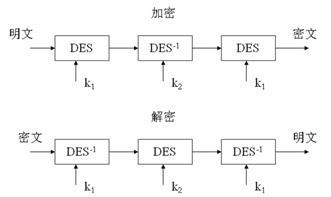 加密
明文 DES DES⁻¹ DES 密文
k₁ k₂ k₁
解密
密文 DES⁻¹ DES DES⁻¹ 明文
k₁ k₂ k₁